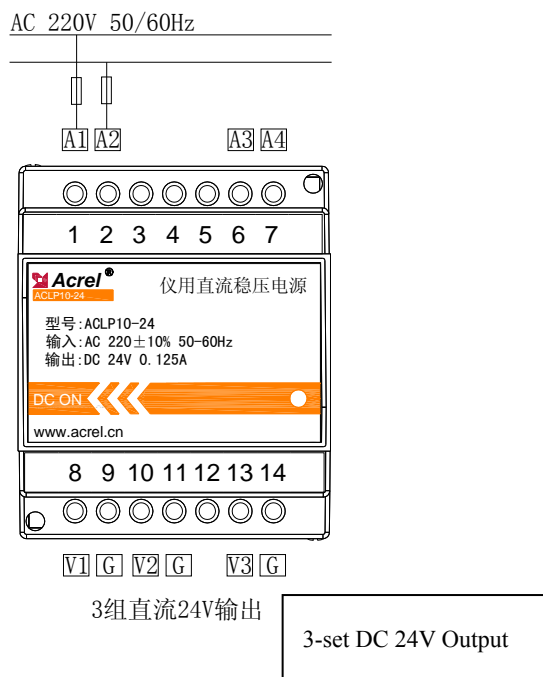 AC 220V 50/60Hz
A1 A2 A3 A4
1 2 3 4 5 6 7
Acrel® 仪用直流稳压电源
ACLP10-24
型号:ACLP10-24
输入:AC 220±10% 50-60Hz
输出:DC 24V 0.125A
DC ON
www.acrel.cn
8 9 10 11 12 13 14
V1 G V2 G V3 G
3组直流24V输出
3-set DC 24V Output